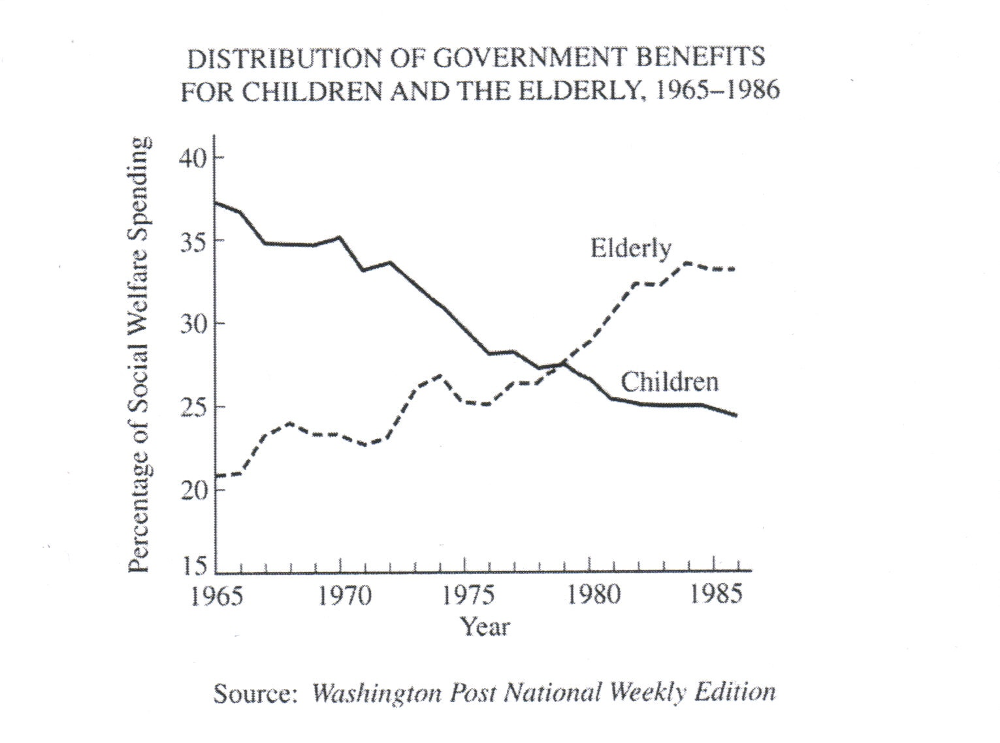 DISTRIBUTION OF GOVERNMENT BENEFITS
FOR CHILDREN AND THE ELDERLY, 1965–1986
Percentage of Social Welfare Spending
40
35
30
25
20
15
Elderly
Children
1965 1970 1975 1980 1985
Year
Source: Washington Post National Weekly Edition